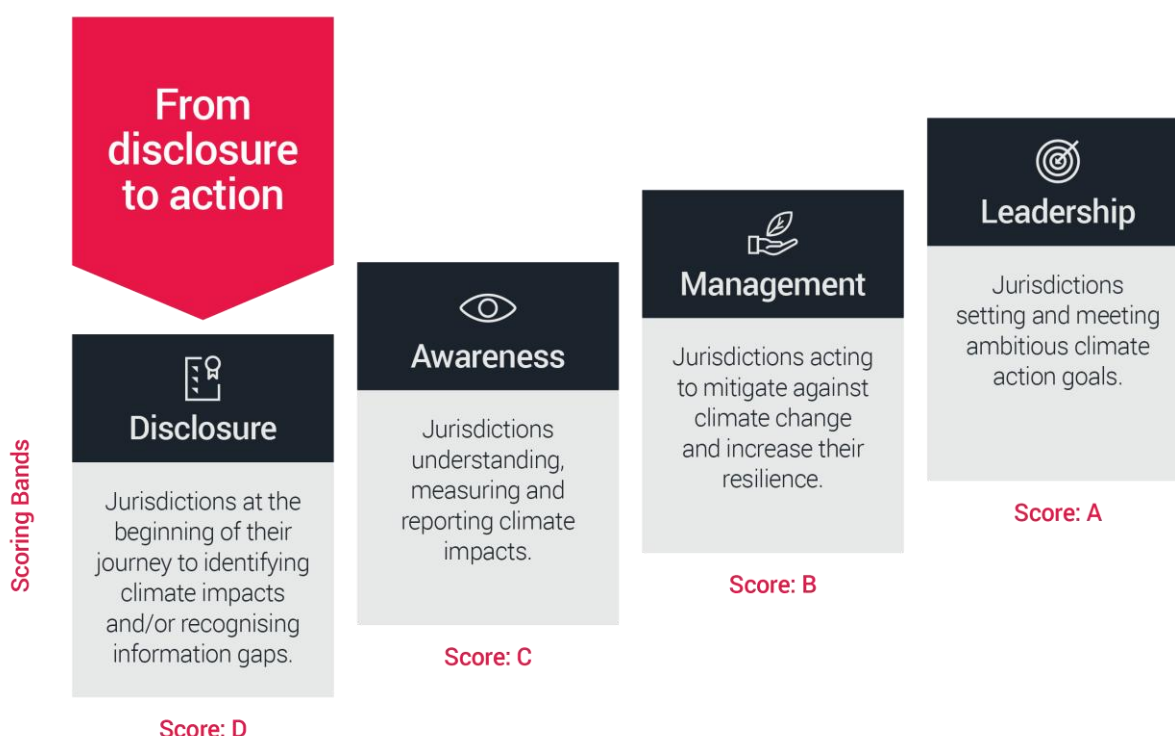 From
disclosure
to action
Scoring Bands
Disclosure
Jurisdictions at the
beginning of their
journey to identifying
climate impacts
and/or recognising
information gaps.
Score: D
Awareness
Jurisdictions
understanding,
measuring and
reporting climate
impacts.
Score: C
Management
Jurisdictions acting
to mitigate against
climate change
and increase their
resilience.
Score: B
Leadership
Jurisdictions
setting and meeting
ambitious climate
action goals.
Score: A